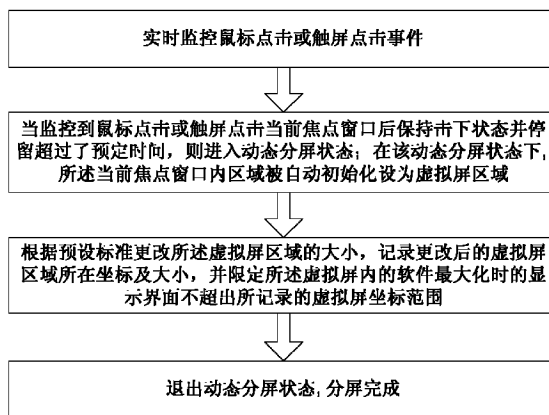 实时监控鼠标点击或触屏点击事件
当监控到鼠标点击或触屏点击当前焦点窗口后保持击下状态并停
留超过了预定时间，则进入动态分屏状态；在该动态分屏状态下，
所述当前焦点窗口内区域被自动初始化设为虚拟屏区域
根据预设标准更改所述虚拟屏区域的大小，记录更改后的虚拟屏
区域所在坐标及大小，并限定所述虚拟屏内的软件最大化时的显
示界面不超出所记录的虚拟屏坐标范围
退出动态分屏状态，分屏完成